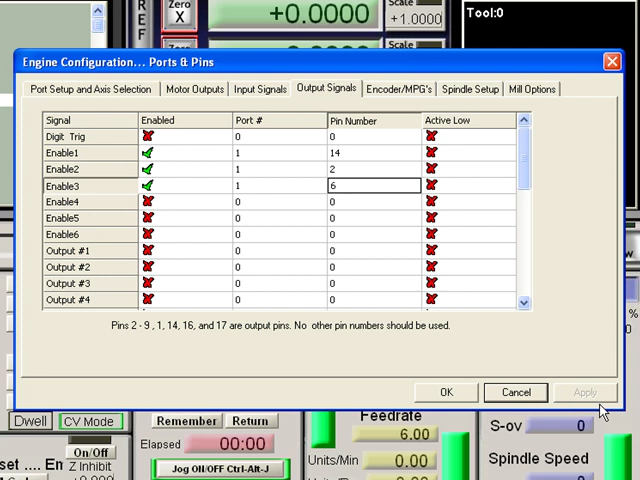 REF
Zero
X
+0.0000
Scale
+1.0000
Tool:0
Zero
Scale
Engine Configuration... Ports & Pins
Port Setup and Axis Selection Motor Outputs Input Signals Output Signals Encoder/MPG's Spindle Setup Mill Options
Signal Enabled Port # Pin Number Active Low
Digit Trig 0 0
Enable1 1 14
Enable2 1 2
Enable3 1 6
Enable4 0 0
Enable5 0 0
Enable6 0 0
Output #1 0 0
Output #2 0 0
Output #3 0 0
Output #4 0 0
Pins 2 - 9 , 1, 14, 16, and 17 are output pins. No other pin numbers should be used.
OK Cancel Apply
%
0
Dwell CV Mode
Remember Return
Feedrate
6.00
S-ov 0
Elapsed 00:00
On/Off
Z Inhibit
Jog ON/OFF Ctrl-Alt-J
Units/Min 0.00
Spindle Speed
0